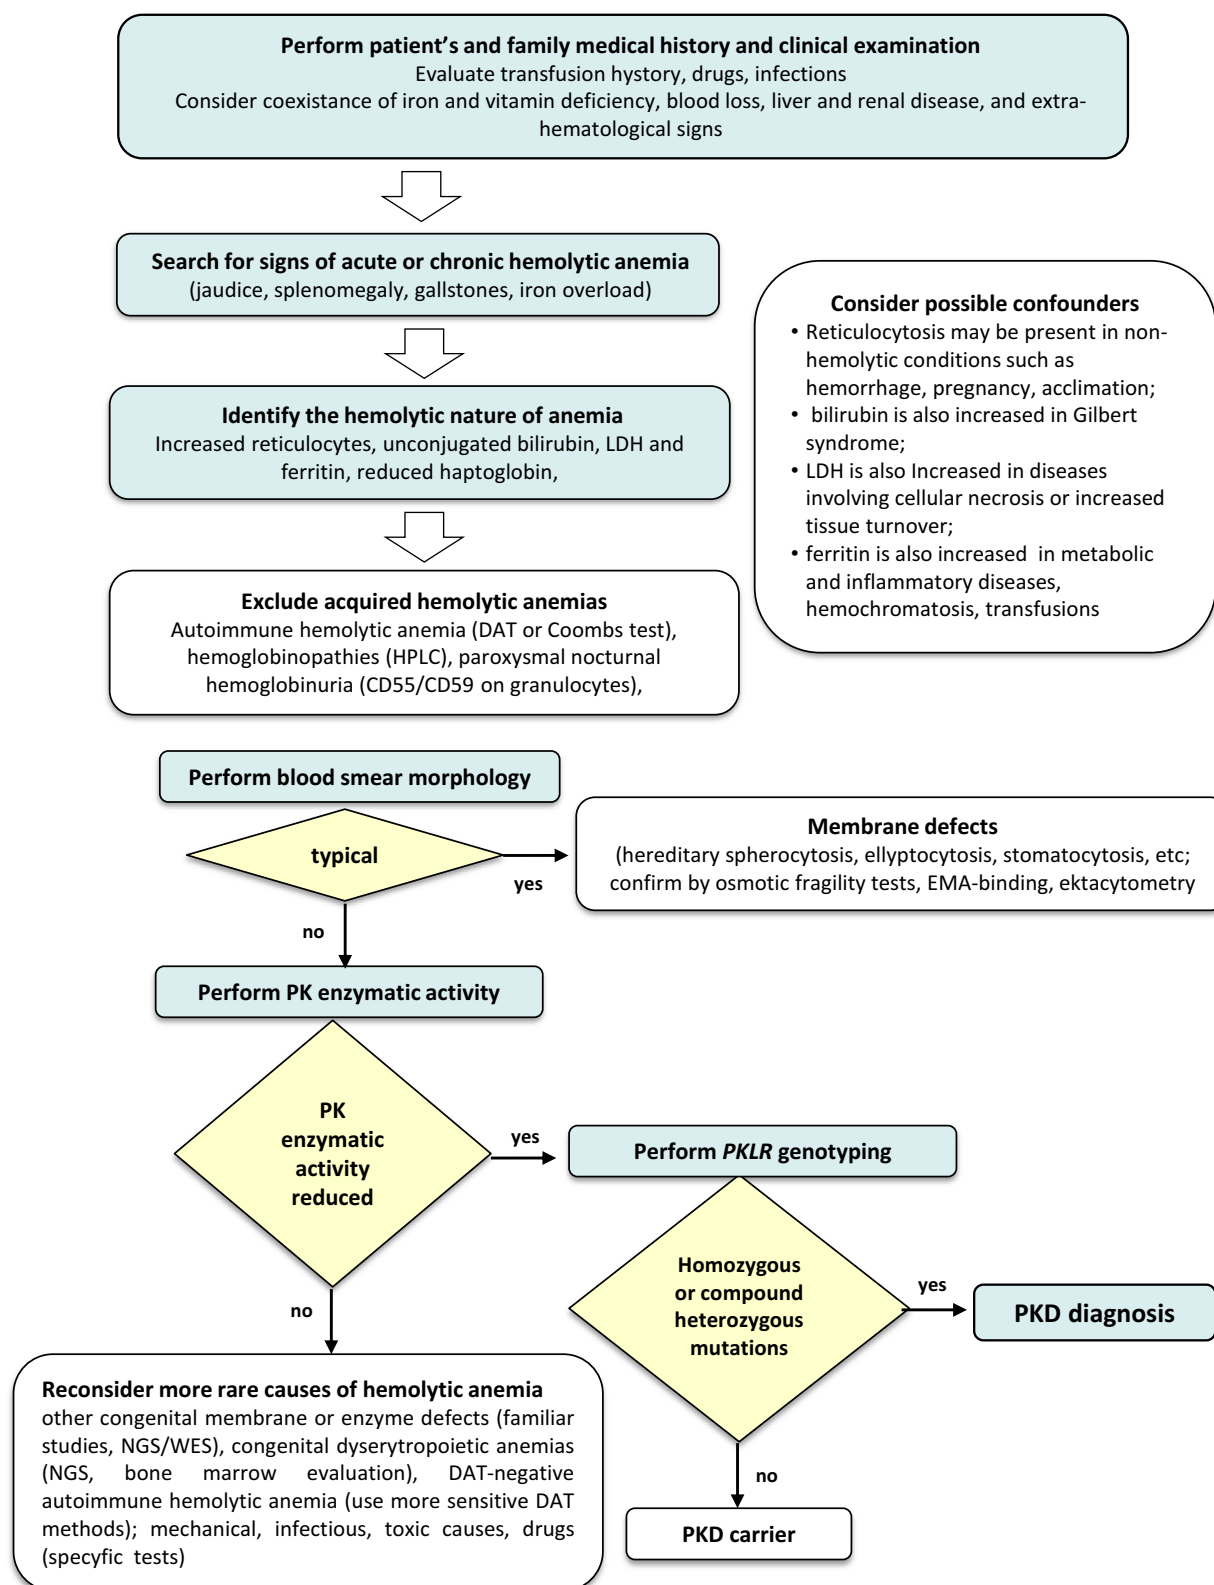 Perform patient's and family medical history and clinical examination
Evaluate transfusion hystory, drugs, infections
Consider coexistance of iron and vitamin deficiency, blood loss, liver and renal disease, and extra-
hematological signs
Search for signs of acute or chronic hemolytic anemia
(jaudice, splenomegaly, gallstones, iron overload)
Identify the hemolytic nature of anemia
Increased reticulocytes, unconjugated bilirubin, LDH and
ferritin, reduced haptoglobin,
Consider possible confounders
• Reticulocytosis may be present in non-
hemolytic conditions such as
hemorrhage, pregnancy, acclimation;
• bilirubin is also increased in Gilbert
syndrome;
• LDH is also Increased in diseases
involving cellular necrosis or increased
tissue turnover;
• ferritin is also increased in metabolic
and inflammatory diseases,
hemochromatosis, transfusions
Exclude acquired hemolytic anemias
Autoimmune hemolytic anemia (DAT or Coombs test),
hemoglobinopathies (HPLC), paroxysmal nocturnal
hemoglobinuria (CD55/CD59 on granulocytes),
Perform blood smear morphology
typical
yes
Membrane defects
(hereditary spherocytosis, ellyptocytosis, stomatocytosis, etc;
confirm by osmotic fragility tests, EMA-binding, ektacytometry
no
Perform PK enzymatic activity
PK
enzymatic
activity
reduced
yes
Perform PKLR genotyping
Homozygous
or compound
heterozygous
mutations
yes
PKD diagnosis
no
PKD carrier
no
Reconsider more rare causes of hemolytic anemia
other congenital membrane or enzyme defects (familiar
studies, NGS/WES), congenital dyserytropoietic anemias
(NGS, bone marrow evaluation), DAT-negative
autoimmune hemolytic anemia (use more sensitive DAT
methods); mechanical, infectious, toxic causes, drugs
(specyfic tests)